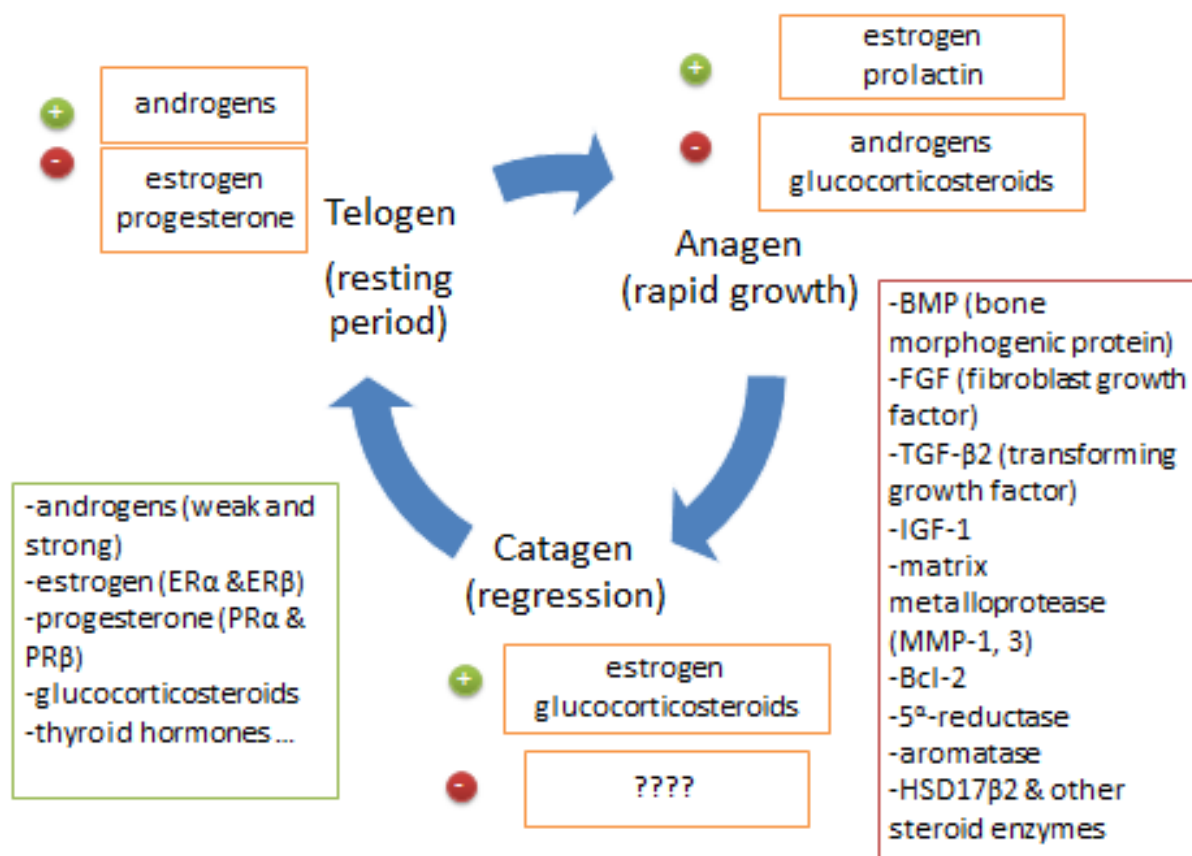 +
androgens
-
estrogen
progesterone
Telogen
(resting
period)
+
estrogen
prolactin
-
androgens
glucocorticosteroids
Anagen
(rapid growth)
-BMP (bone
morphogenic protein)
-FGF (fibroblast growth
factor)
-TGF-β2 (transforming
growth factor)
-IGF-1
-matrix
metalloprotease
(MMP-1, 3)
-Bcl-2
-5ª-reductase
-aromatase
-HSD17β2 & other
steroid enzymes
Catagen
(regression)
+
estrogen
glucocorticosteroids
-
????
-androgens (weak and
strong)
-estrogen (ERα &ERβ)
-progesterone (PRα &
PRβ)
-glucocorticosteroids
-thyroid hormones ...